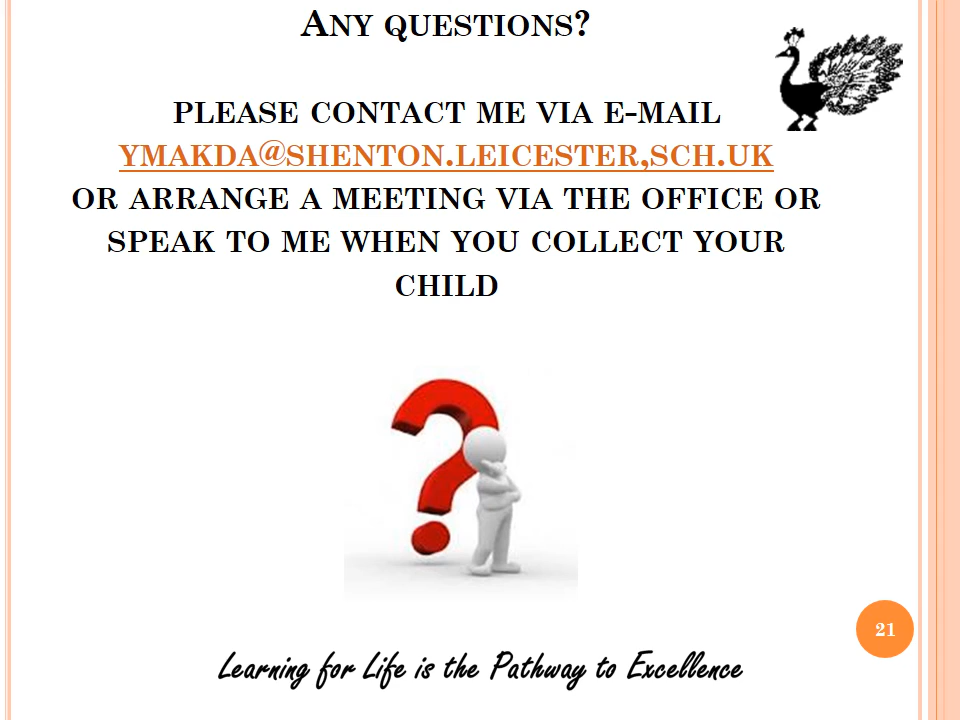 Any questions?
please contact me via e-mail
ymakda@shenton.leicester,sch.uk
or arrange a meeting via the office or
speak to me when you collect your
child
21
Learning for Life is the Pathway to Excellence